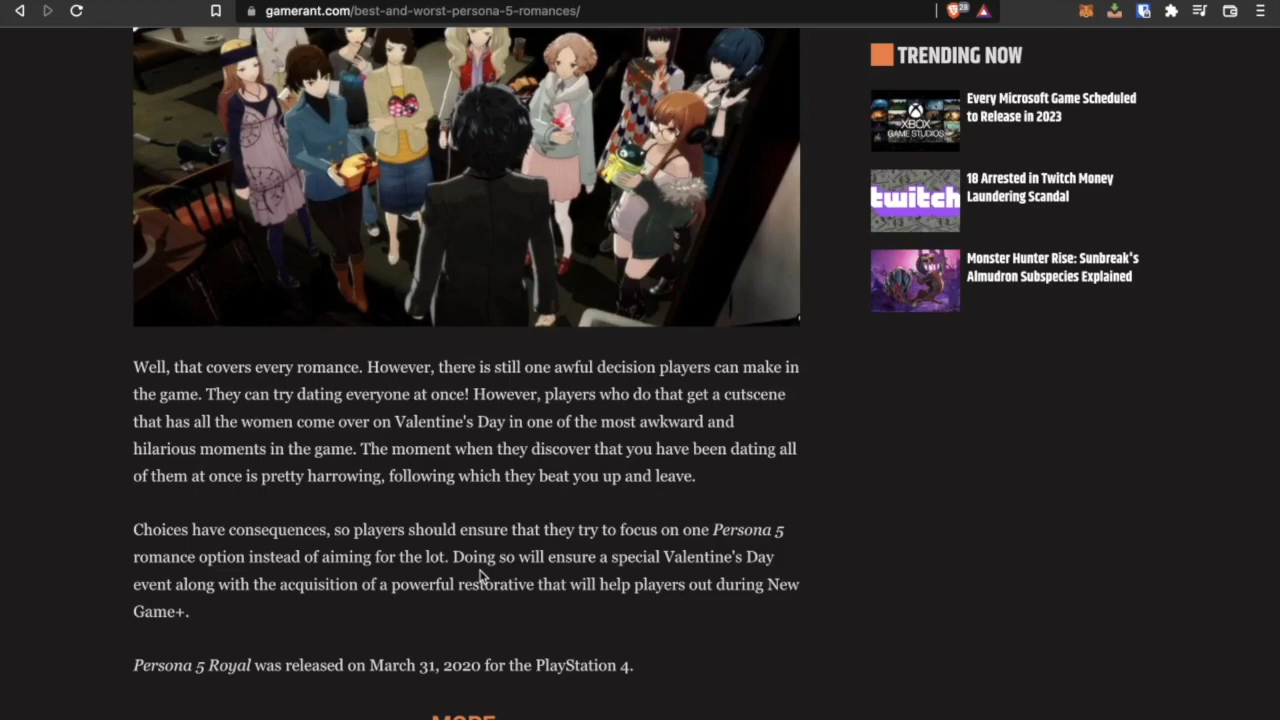 gamerant.com/best-and-worst-persona-5-romances/
28
TRENDING NOW
XBOX
GAME STUDIOS
Every Microsoft Game Scheduled
to Release in 2023
twitch
18 Arrested in Twitch Money
Laundering Scandal
Monster Hunter Rise: Sunbreak's
Almudron Subspecies Explained
Well, that covers every romance. However, there is still one awful decision players can make in
the game. They can try dating everyone at once! However, players who do that get a cutscene
that has all the women come over on Valentine's Day in one of the most awkward and
hilarious moments in the game. The moment when they discover that you have been dating all
of them at once is pretty harrowing, following which they beat you up and leave.
Choices have consequences, so players should ensure that they try to focus on one Persona 5
romance option instead of aiming for the lot. Doing so will ensure a special Valentine's Day
event along with the acquisition of a powerful restorative that will help players out during New
Game+.
Persona 5 Royal was released on March 31, 2020 for the PlayStation 4.
MORE